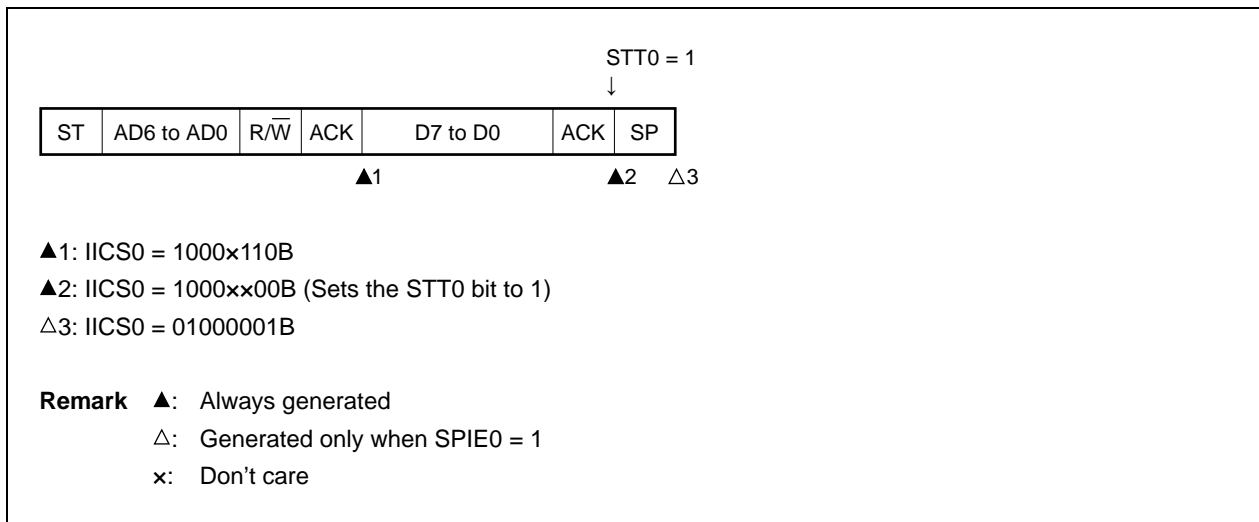 STT0 = 1
↓
ST AD6 to AD0 R/W̅ ACK D7 to D0 ACK SP
▲1 ▲2 △3
▲1: IICS0 = 1000×110B
▲2: IICS0 = 1000××00B (Sets the STT0 bit to 1)
△3: IICS0 = 01000001B
Remark ▲: Always generated
△: Generated only when SPIE0 = 1
×: Don't care